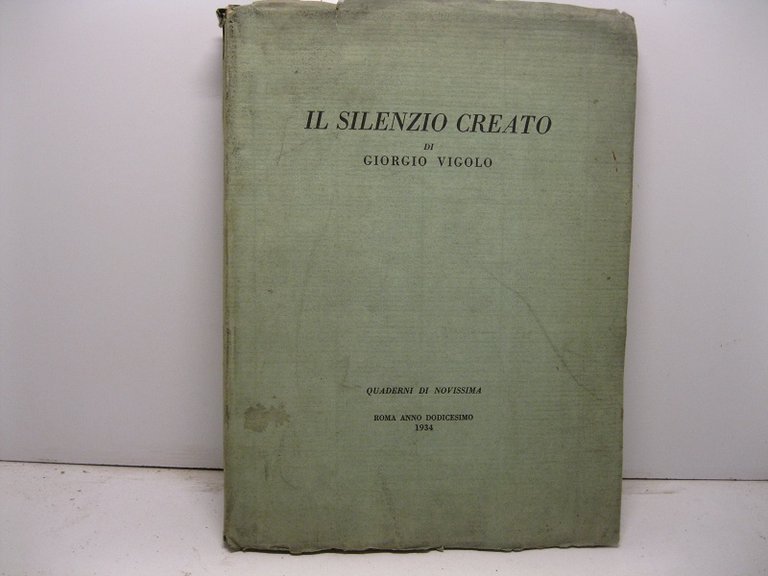 IL SILENZIO CREATO
DI
GIORGIO VIGOLO
QUADERNI DI NOVISSIMA
ROMA ANNO DODICESIMO
1934